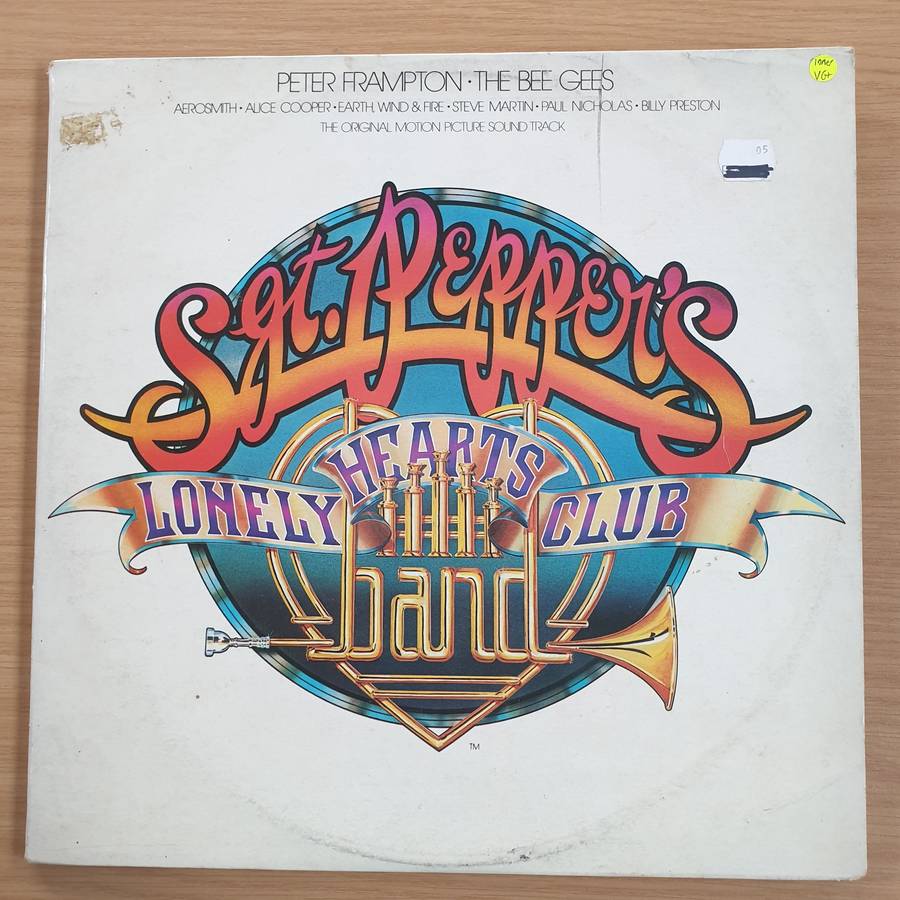 inner
VG+
PETER FRAMPTON • THE BEE GEES
AEROSMITH • ALICE COOPER • EARTH, WIND & FIRE • STEVE MARTIN • PAUL NICHOLAS • BILLY PRESTON
THE ORIGINAL MOTION PICTURE SOUND TRACK
Sgt. Pepper's
LONELY HEARTS CLUB
band
TM